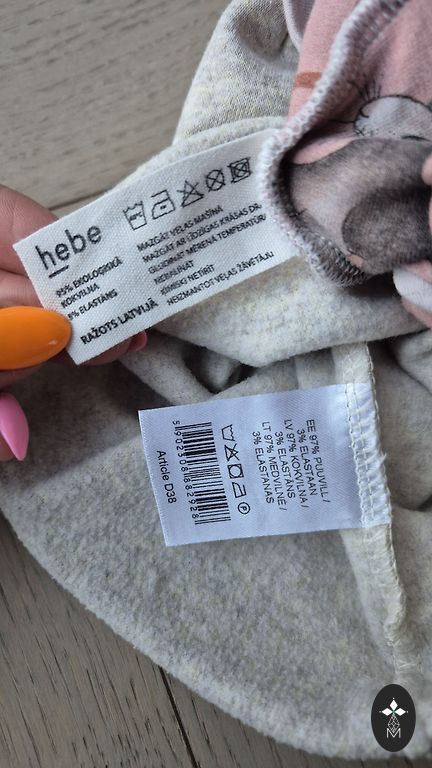 hebe
95% EKOLOĢISKĀ
KOKVILNA
5% ELASTĀNS
MAZGĀT VEĻAS MAŠĪNĀ
MAZGĀT AR LĪDZĪGAS KRĀSAS DR.
GLUDINĀT MĒRENĀ TEMPERATŪRĀ
NEBALINĀT
ĶĪMISKI NETĪRĪT
NEIZMANTOT VEĻAS ŽĀVĒTĀJU
RAŽOTS LATVIJĀ
EE 97% PUUVILL /
3% ELASTAAN
LV 97% KOKVILNA /
3% ELASTĀNS
LT 97% MEDVILNĖ /
3% ELASTANAS
P
5902308882928
Article D38
M